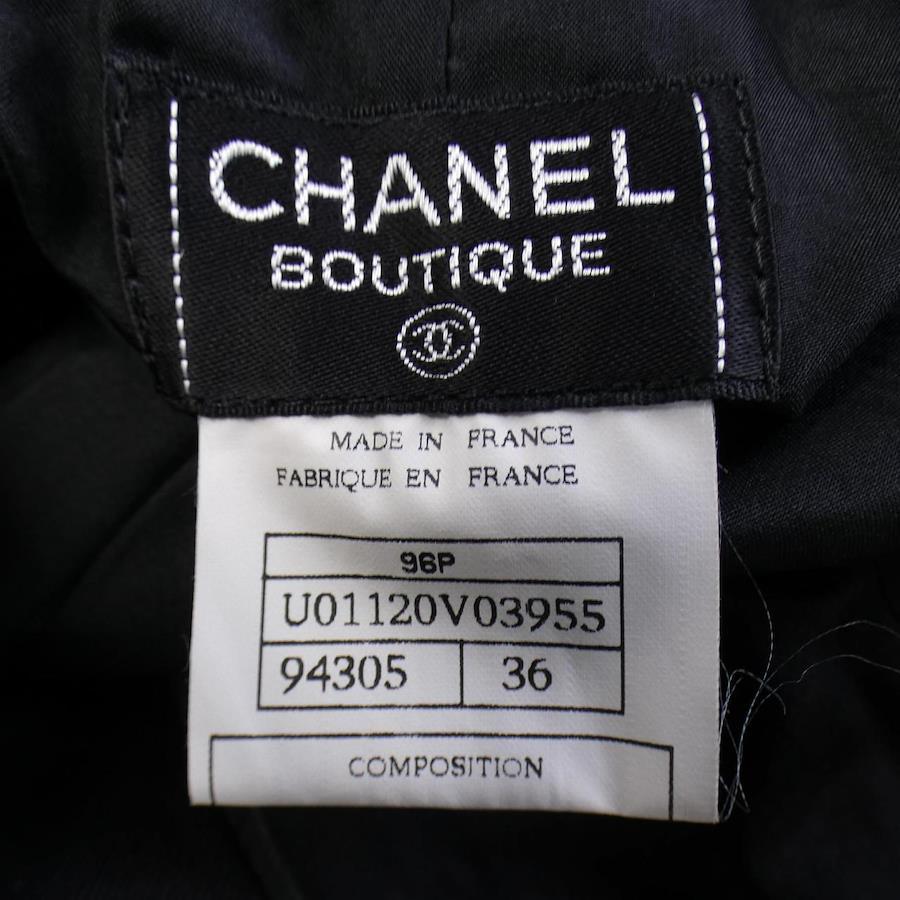 CHANEL
BOUTIQUE
MADE IN FRANCE
FABRIQUE EN FRANCE
96P
U01120V03955
94305 36
COMPOSITION